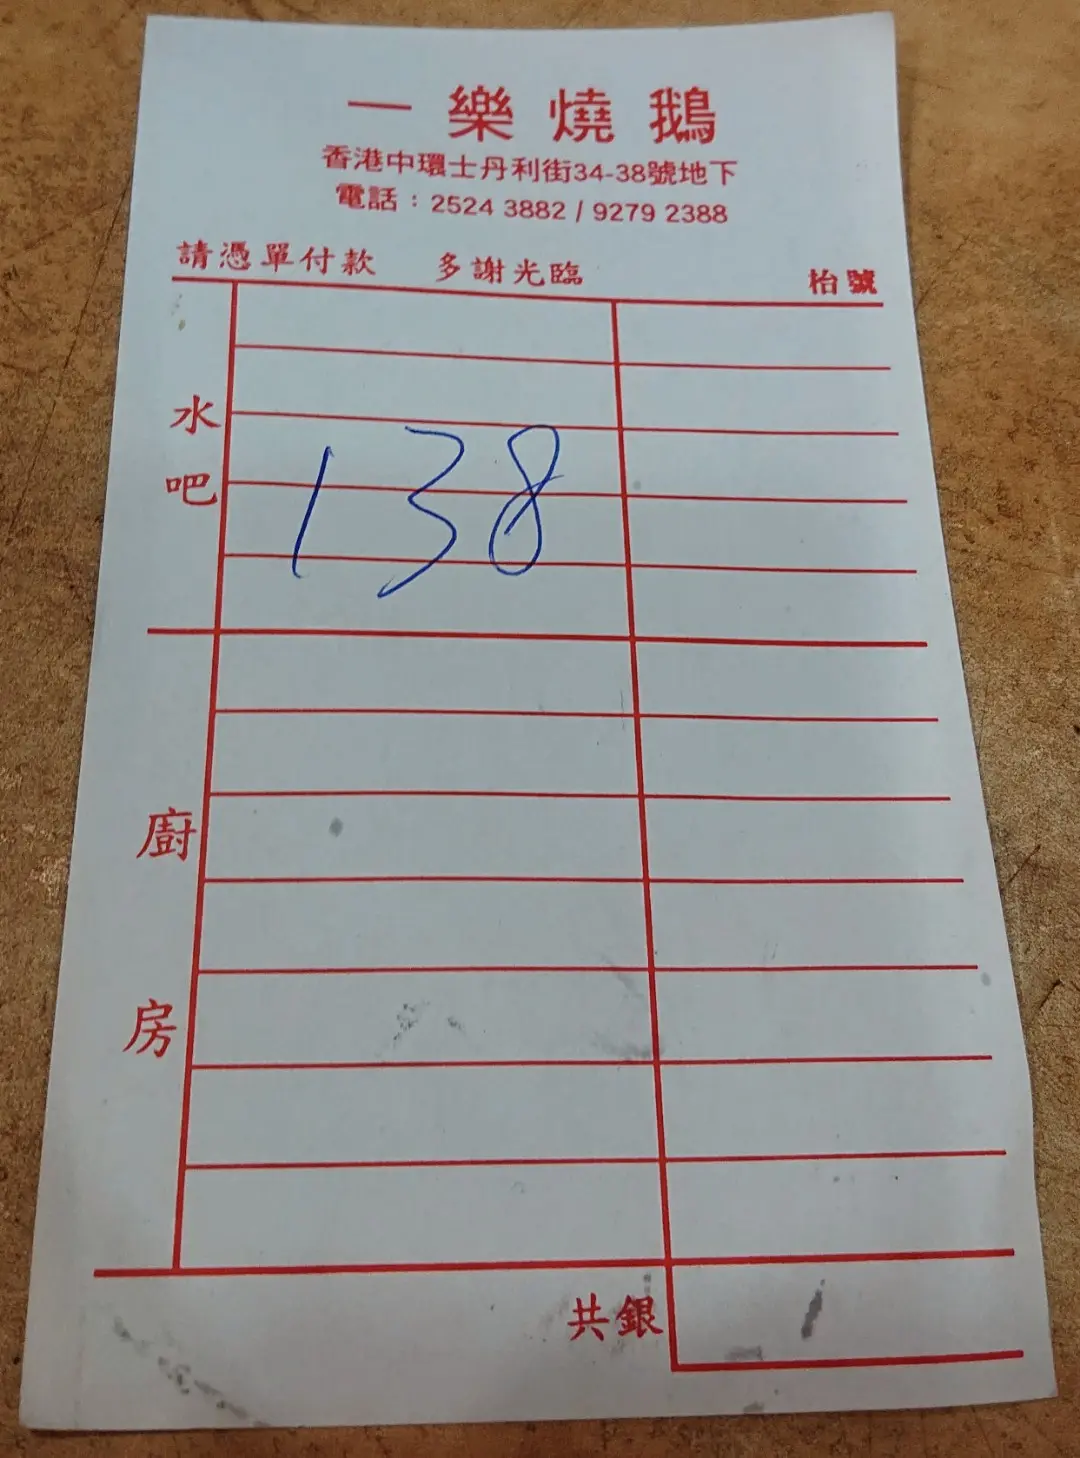 一樂燒鵝
香港中環士丹利街34-38號地下
電話：2524 3882 / 9279 2388
請憑單付款 多謝光臨 枱號
水吧
138
廚房
共銀